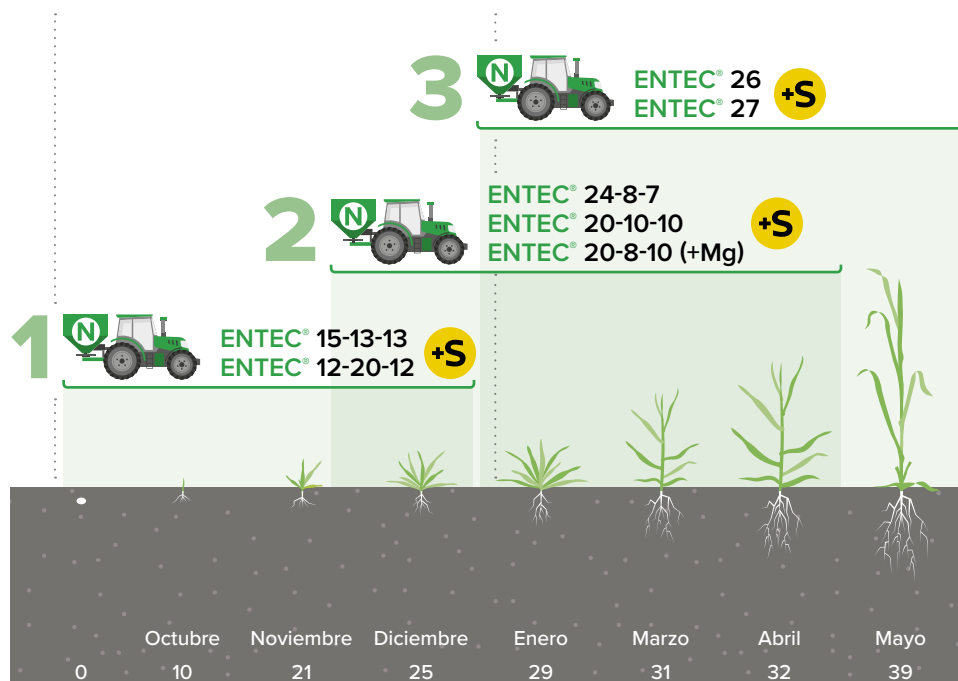 3
N
ENTEC® 26
ENTEC® 27
+S
2
N
ENTEC® 24-8-7
ENTEC® 20-10-10
ENTEC® 20-8-10 (+Mg)
+S
1
N
ENTEC® 15-13-13
ENTEC® 12-20-12
+S
Octubre Noviembre Diciembre Enero Marzo Abril Mayo
0 10 21 25 29 31 32 39